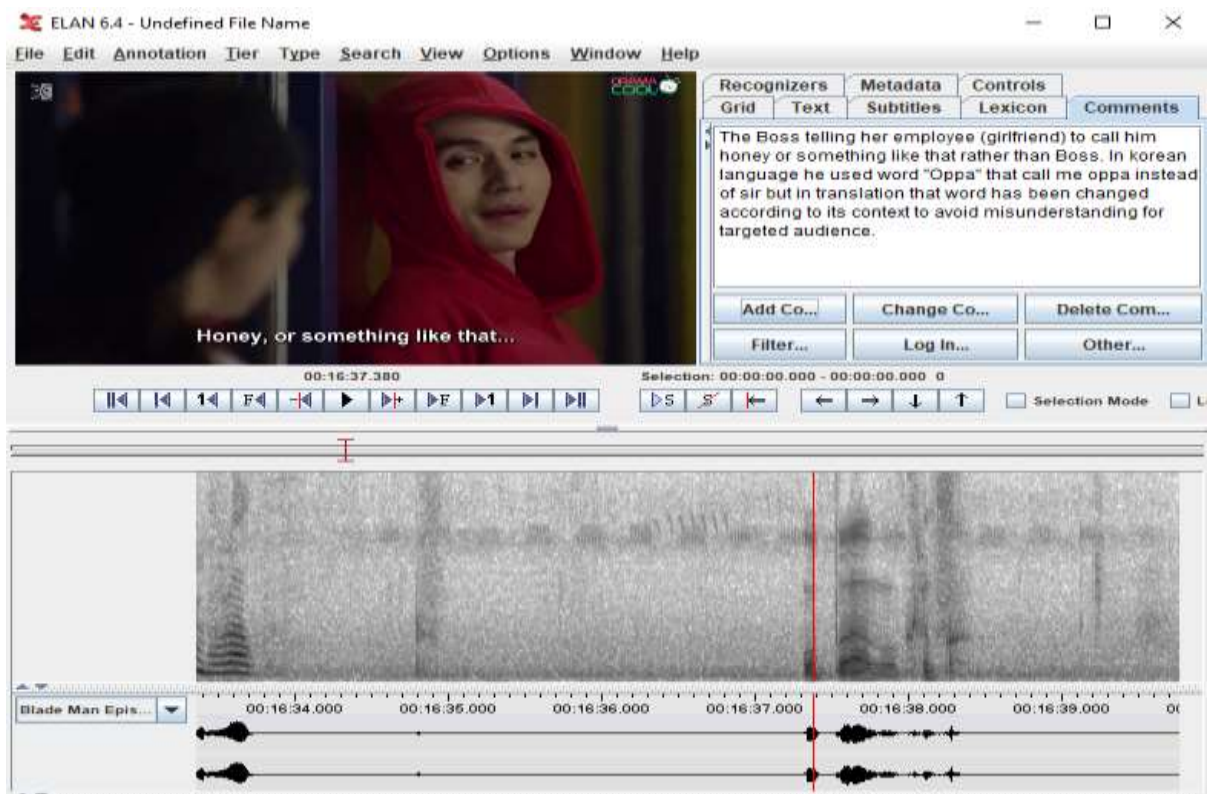 ELAN 6.4 - Undefined File Name
File Edit Annotation Tier Type Search View Options Window Help
DRAMA
COOL
Recognizers Metadata Controls
Grid Text Subtitles Lexicon Comments
The Boss telling her employee (girlfriend) to call him
honey or something like that rather than Boss. In korean
language he used word "Oppa" that call me oppa instead
of sir but in translation that word has been changed
according to its context to avoid misunderstanding for
targeted audience.
Honey, or something like that...
Add Co... Change Co... Delete Com...
Filter... Log In... Other...
00:16:37.380
Selection: 00:00:00.000 - 00:00:00.000 0
1 F F 1 S S Selection Mode L
Blade Man Epis...
00:16:34.000 00:16:35.000 00:16:36.000 00:16:37.000 00:16:38.000 00:16:39.000 00